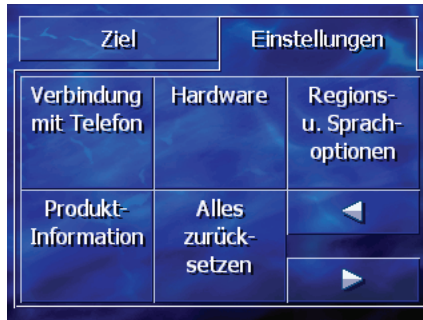 Ziel
Einstellungen
Verbindung
mit Telefon
Hardware
Regions-
u. Sprach-
optionen
Produkt-
Information
Alles
zurück-
setzen